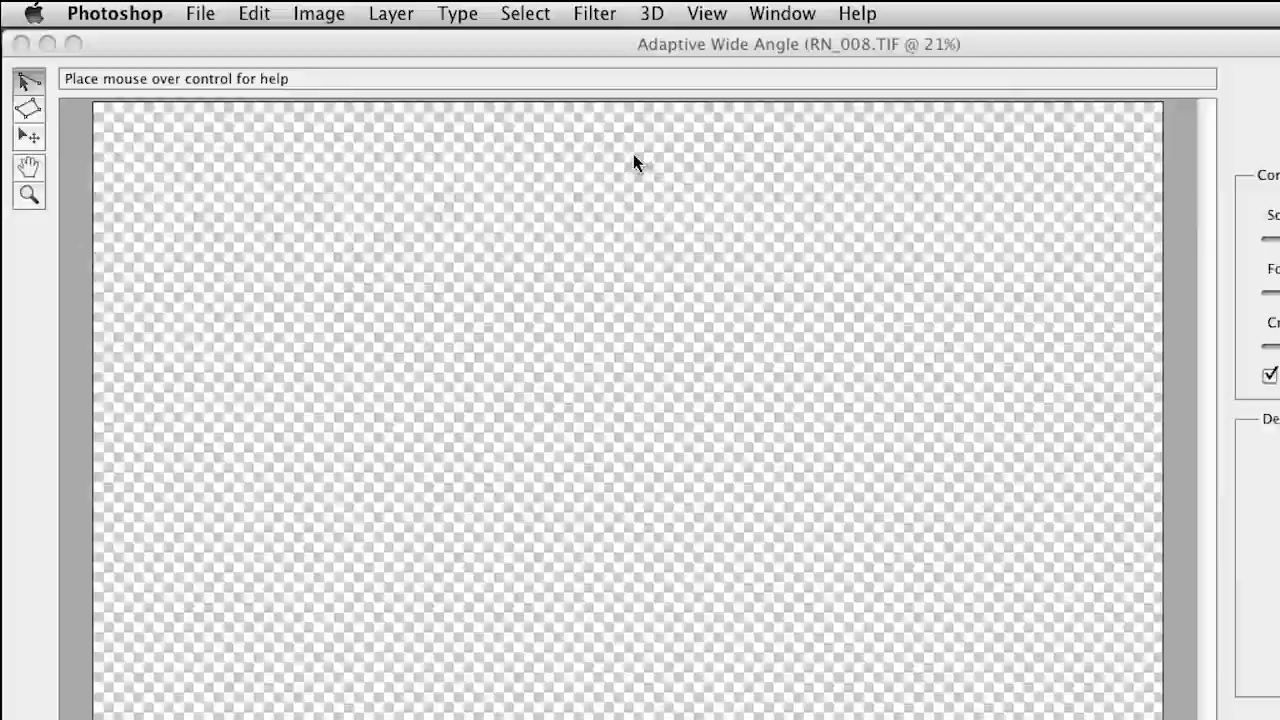 Photoshop File Edit Image Layer Type Select Filter 3D View Window Help
Adaptive Wide Angle (RN_008.TIF @ 21%)
Place mouse over control for help